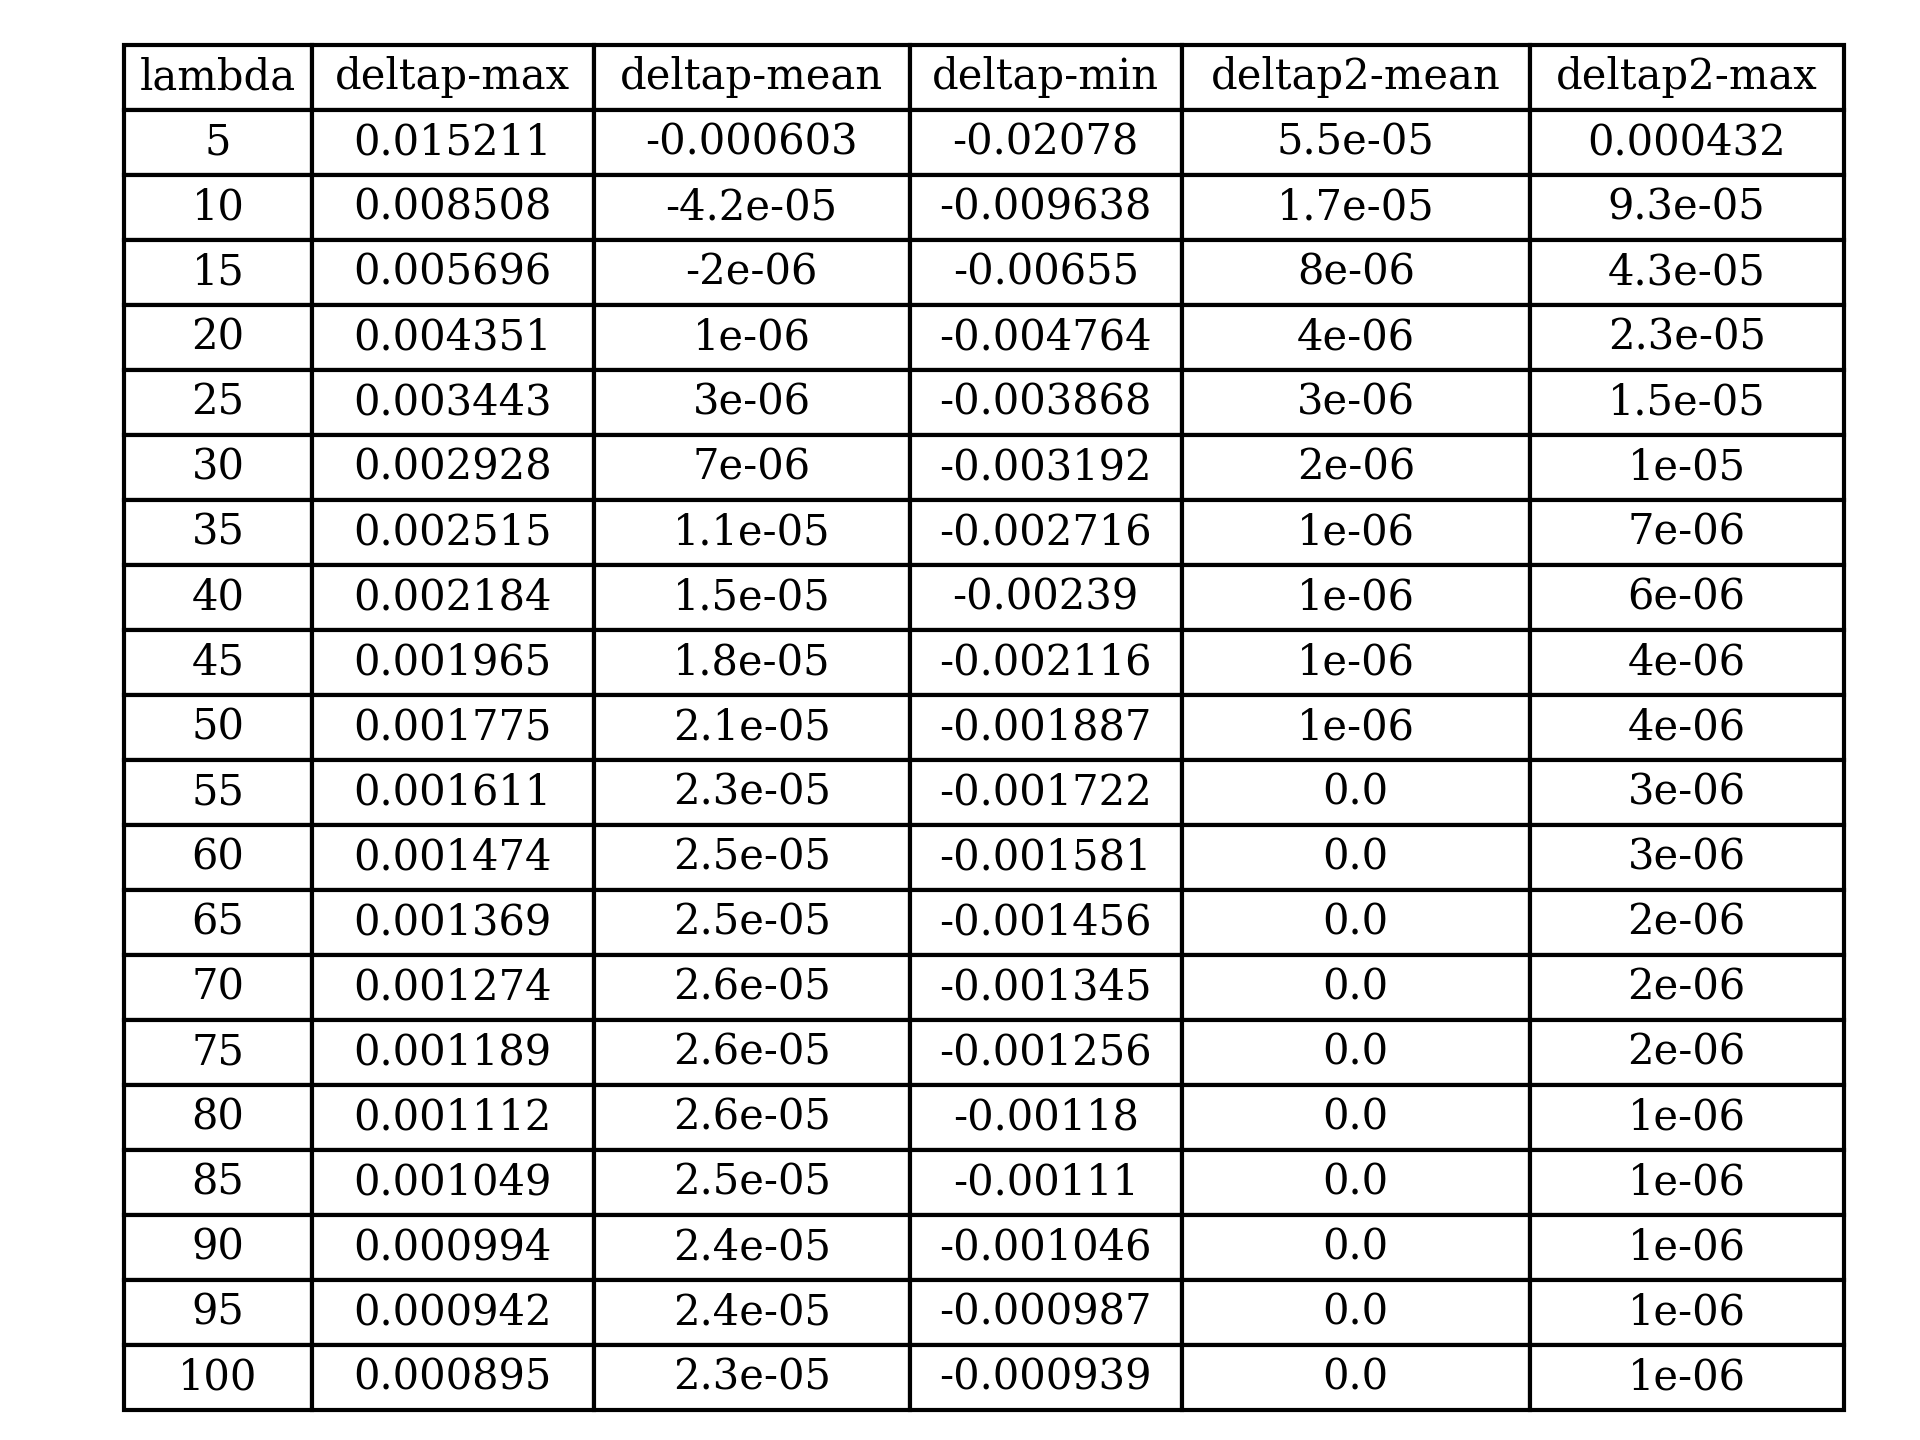 lambda deltap-max deltap-mean deltap-min deltap2-mean deltap2-max
5 0.015211 -0.000603 -0.02078 5.5e-05 0.000432
10 0.008508 -4.2e-05 -0.009638 1.7e-05 9.3e-05
15 0.005696 -2e-06 -0.00655 8e-06 4.3e-05
20 0.004351 1e-06 -0.004764 4e-06 2.3e-05
25 0.003443 3e-06 -0.003868 3e-06 1.5e-05
30 0.002928 7e-06 -0.003192 2e-06 1e-05
35 0.002515 1.1e-05 -0.002716 1e-06 7e-06
40 0.002184 1.5e-05 -0.00239 1e-06 6e-06
45 0.001965 1.8e-05 -0.002116 1e-06 4e-06
50 0.001775 2.1e-05 -0.001887 1e-06 4e-06
55 0.001611 2.3e-05 -0.001722 0.0 3e-06
60 0.001474 2.5e-05 -0.001581 0.0 3e-06
65 0.001369 2.5e-05 -0.001456 0.0 2e-06
70 0.001274 2.6e-05 -0.001345 0.0 2e-06
75 0.001189 2.6e-05 -0.001256 0.0 2e-06
80 0.001112 2.6e-05 -0.00118 0.0 1e-06
85 0.001049 2.5e-05 -0.00111 0.0 1e-06
90 0.000994 2.4e-05 -0.001046 0.0 1e-06
95 0.000942 2.4e-05 -0.000987 0.0 1e-06
100 0.000895 2.3e-05 -0.000939 0.0 1e-06